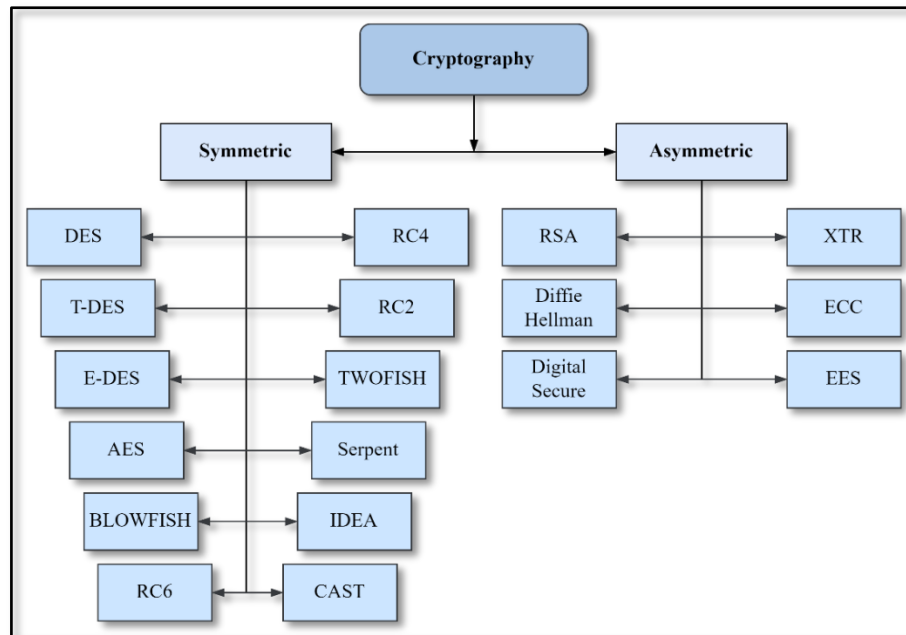 Cryptography
Symmetric
Asymmetric
DES
RC4
RSA
XTR
T-DES
RC2
Diffie
Hellman
ECC
E-DES
TWOFISH
Digital
Secure
EES
AES
Serpent
BLOWFISH
IDEA
RC6
CAST